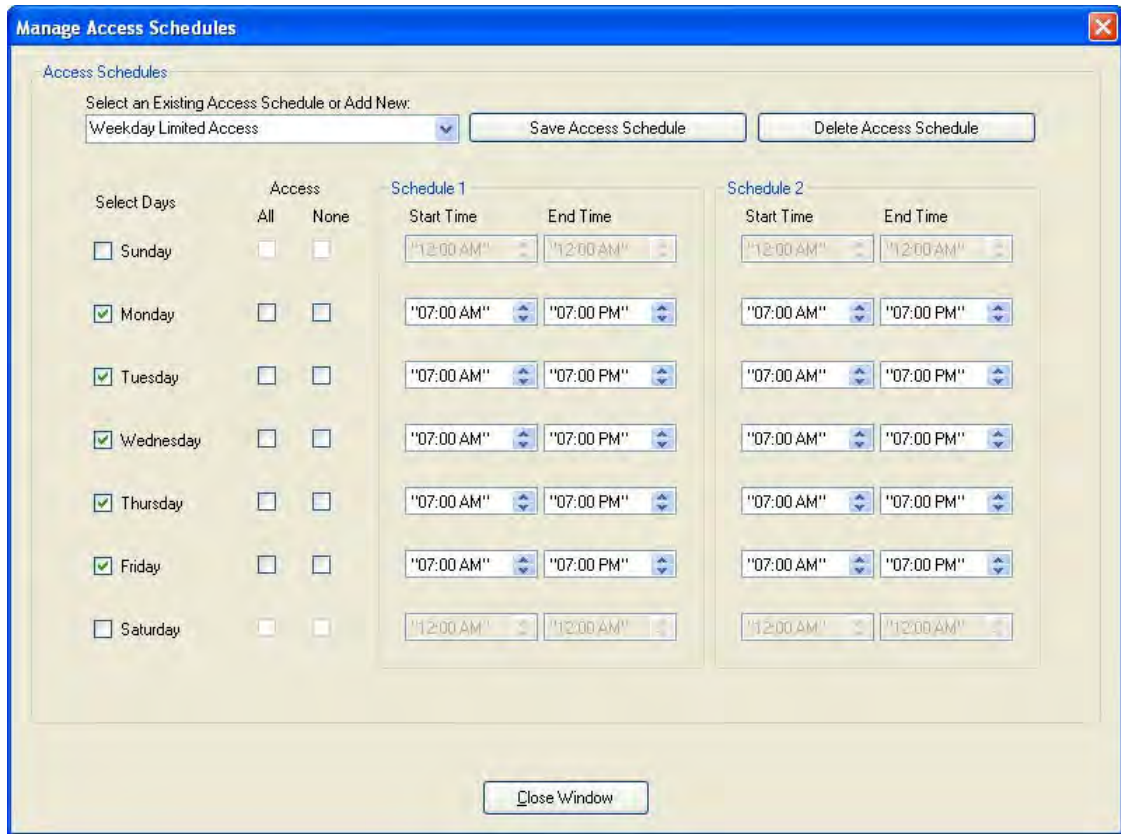 Manage Access Schedules
Access Schedules
Select an Existing Access Schedule or Add New:
Weekday Limited Access Save Access Schedule Delete Access Schedule
Select Days Access Schedule 1 Schedule 2
All None Start Time End Time Start Time End Time
Sunday "12:00 AM" "12:00 AM" "12:00 AM" "12:00 AM"
Monday "07:00 AM" "07:00 PM" "07:00 AM" "07:00 PM"
Tuesday "07:00 AM" "07:00 PM" "07:00 AM" "07:00 PM"
Wednesday "07:00 AM" "07:00 PM" "07:00 AM" "07:00 PM"
Thursday "07:00 AM" "07:00 PM" "07:00 AM" "07:00 PM"
Friday "07:00 AM" "07:00 PM" "07:00 AM" "07:00 PM"
Saturday "12:00 AM" "12:00 AM" "12:00 AM" "12:00 AM"
Close Window